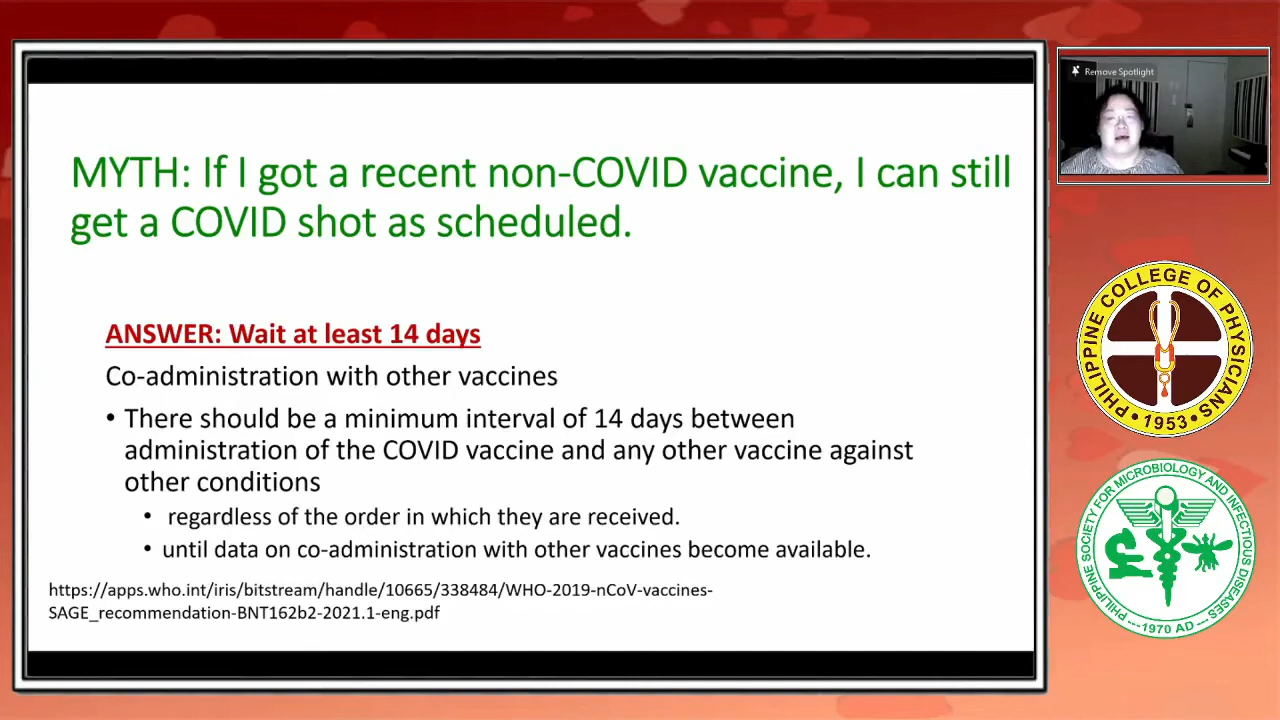 MYTH: If I got a recent non-COVID vaccine, I can still
get a COVID shot as scheduled.
ANSWER: Wait at least 14 days
Co-administration with other vaccines
• There should be a minimum interval of 14 days between
administration of the COVID vaccine and any other vaccine against
other conditions
• regardless of the order in which they are received.
• until data on co-administration with other vaccines become available.
https://apps.who.int/iris/bitstream/handle/10665/338484/WHO-2019-nCoV-vaccines-
SAGE_recommendation-BNT162b2-2021.1-eng.pdf
Remove Spotlight
PHILIPPINE COLLEGE OF PHYSICIANS
• 1953 •
PHILIPPINE SOCIETY FOR MICROBIOLOGY AND INFECTIOUS DISEASES
---1970 AD---